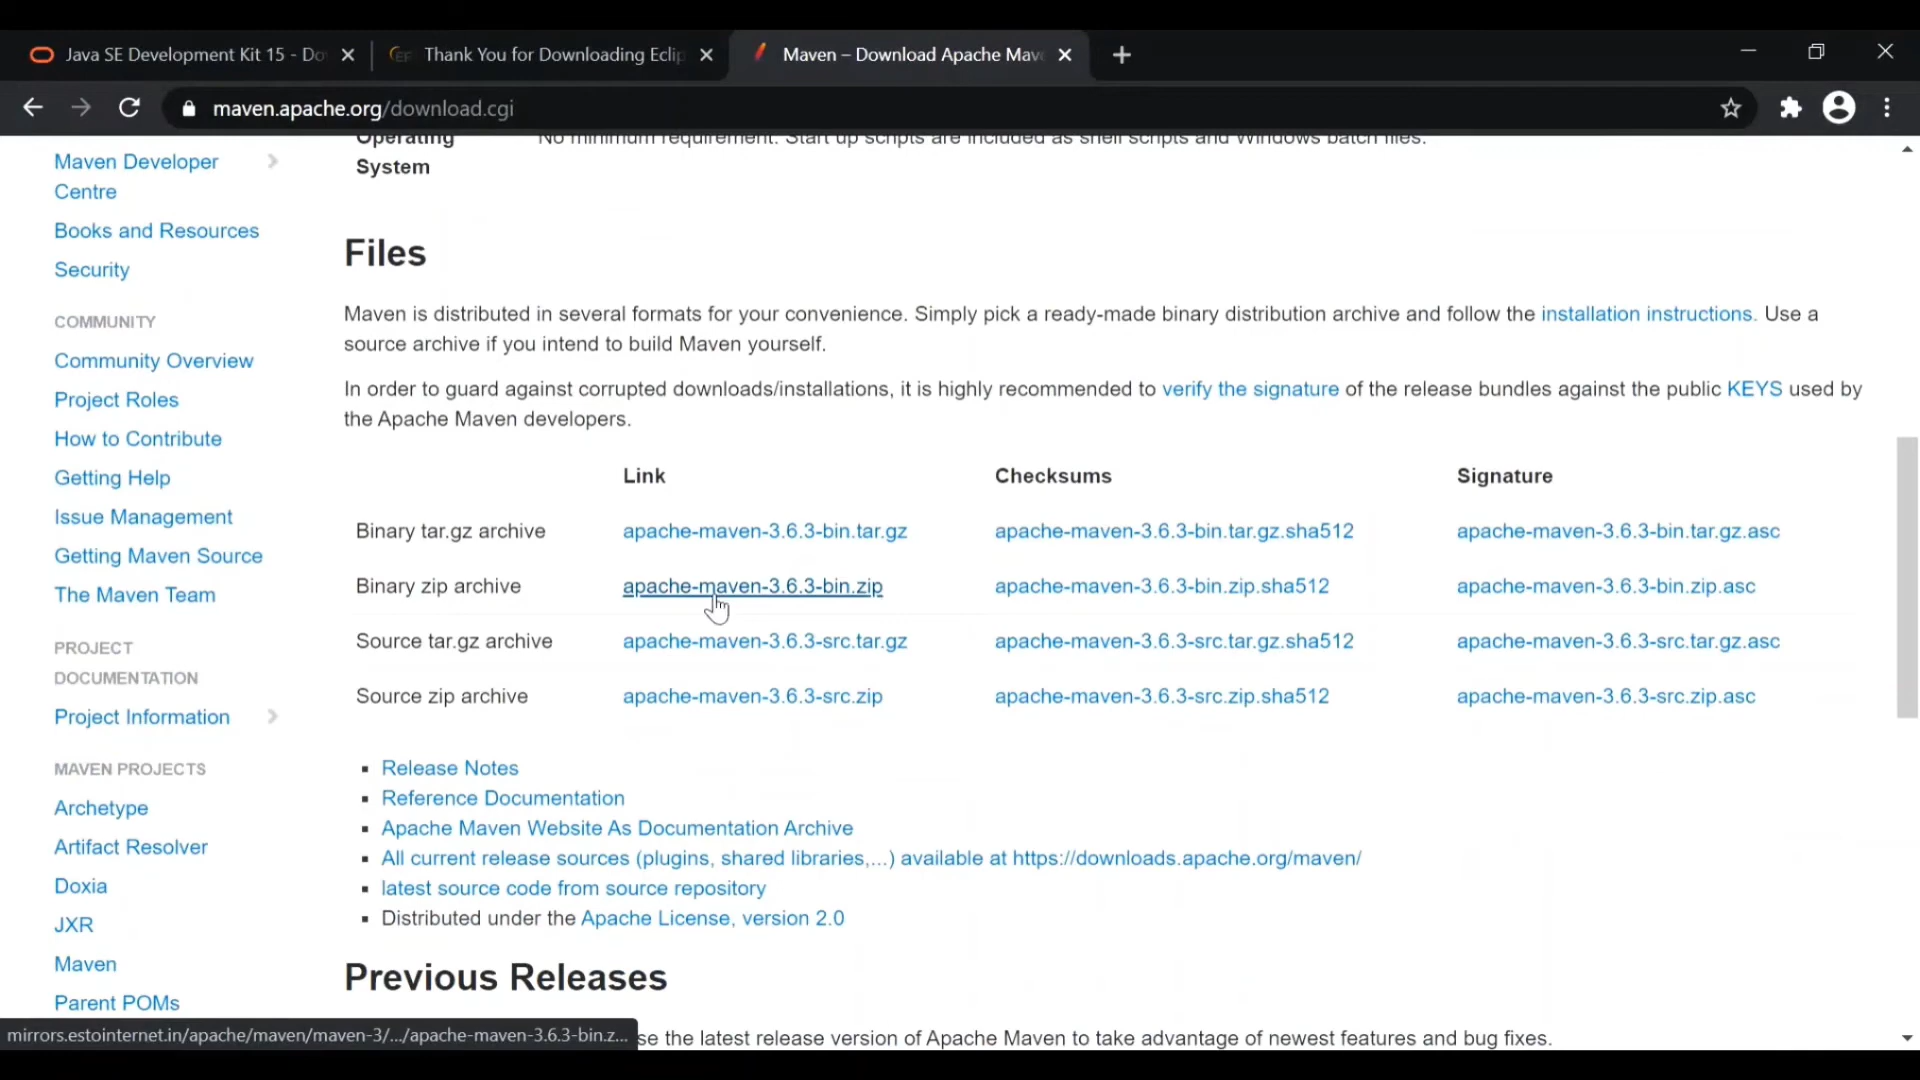 Java SE Development Kit 15 - Do
Thank You for Downloading Eclip
Maven – Download Apache Mav
maven.apache.org/download.cgi
Maven Developer
Centre
Books and Resources
Security
COMMUNITY
Community Overview
Project Roles
How to Contribute
Getting Help
Issue Management
Getting Maven Source
The Maven Team
PROJECT
DOCUMENTATION
Project Information
MAVEN PROJECTS
Archetype
Artifact Resolver
Doxia
JXR
Maven
Parent POMs
Operating No minimum requirement. Start up scripts are included as shell scripts and Windows batch files.
System
Files
Maven is distributed in several formats for your convenience. Simply pick a ready-made binary distribution archive and follow the installation instructions. Use a
source archive if you intend to build Maven yourself.
In order to guard against corrupted downloads/installations, it is highly recommended to verify the signature of the release bundles against the public KEYS used by
the Apache Maven developers.
Link Checksums Signature
Binary tar.gz archive apache-maven-3.6.3-bin.tar.gz apache-maven-3.6.3-bin.tar.gz.sha512 apache-maven-3.6.3-bin.tar.gz.asc
Binary zip archive apache-maven-3.6.3-bin.zip apache-maven-3.6.3-bin.zip.sha512 apache-maven-3.6.3-bin.zip.asc
Source tar.gz archive apache-maven-3.6.3-src.tar.gz apache-maven-3.6.3-src.tar.gz.sha512 apache-maven-3.6.3-src.tar.gz.asc
Source zip archive apache-maven-3.6.3-src.zip apache-maven-3.6.3-src.zip.sha512 apache-maven-3.6.3-src.zip.asc
▪ Release Notes
▪ Reference Documentation
▪ Apache Maven Website As Documentation Archive
▪ All current release sources (plugins, shared libraries,...) available at https://downloads.apache.org/maven/
▪ latest source code from source repository
▪ Distributed under the Apache License, version 2.0
Previous Releases
se the latest release version of Apache Maven to take advantage of newest features and bug fixes.
mirrors.estointernet.in/apache/maven/maven-3/.../apache-maven-3.6.3-bin.z...